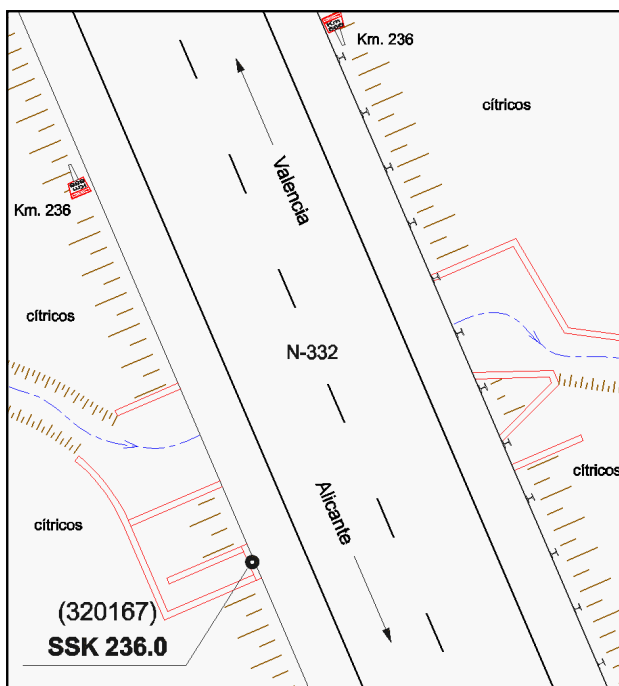 Km. 236
cítricos
Valencia
Km. 236
cítricos
N-332
Alicante
cítricos
cítricos
(320167)
SSK 236.0